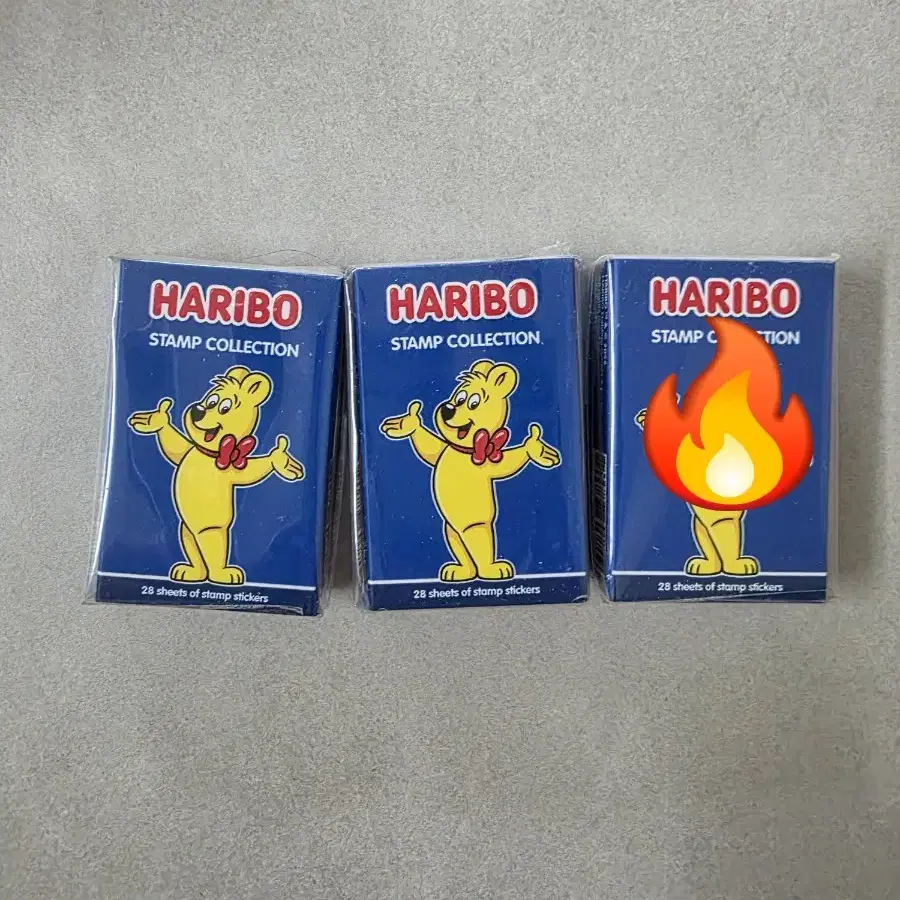 HARIBO
STAMP COLLECTION
28 sheets of stamp stickers
HARIBO
STAMP COLLECTION
28 sheets of stamp stickers
HARIBO
STAMP TION
28 sheets of stamp stickers